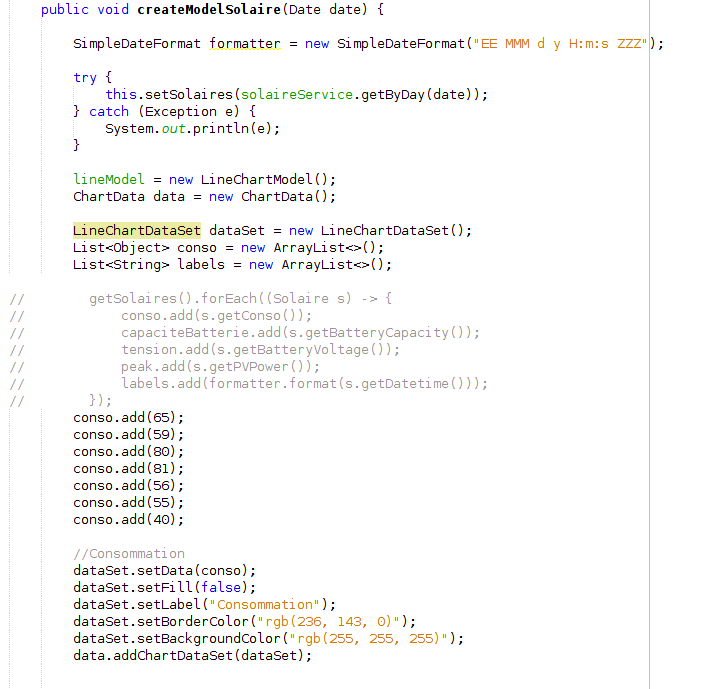 public void createModelSolaire(Date date) {
SimpleDateFormat formatter = new SimpleDateFormat("EE MMM d y H:m:s ZZZ");
try {
this.setSolaires(solaireService.getByDay(date));
} catch (Exception e) {
System.out.println(e);
}
lineModel = new LineChartModel();
ChartData data = new ChartData();
LineChartDataSet dataSet = new LineChartDataSet();
List<Object> conso = new ArrayList<>();
List<String> labels = new ArrayList<>();
// getSolaires().forEach((Solaire s) -> {
// conso.add(s.getConso());
// capaciteBatterie.add(s.getBatteryCapacity());
// tension.add(s.getBatteryVoltage());
// peak.add(s.getPVPower());
// labels.add(formatter.format(s.getDatetime()));
// });
conso.add(65);
conso.add(59);
conso.add(80);
conso.add(81);
conso.add(56);
conso.add(55);
conso.add(40);
//Consommation
dataSet.setData(conso);
dataSet.setFill(false);
dataSet.setLabel("Consommation");
dataSet.setBorderColor("rgb(236, 143, 0)");
dataSet.setBackgroundColor("rgb(255, 255, 255)");
data.addChartDataSet(dataSet);